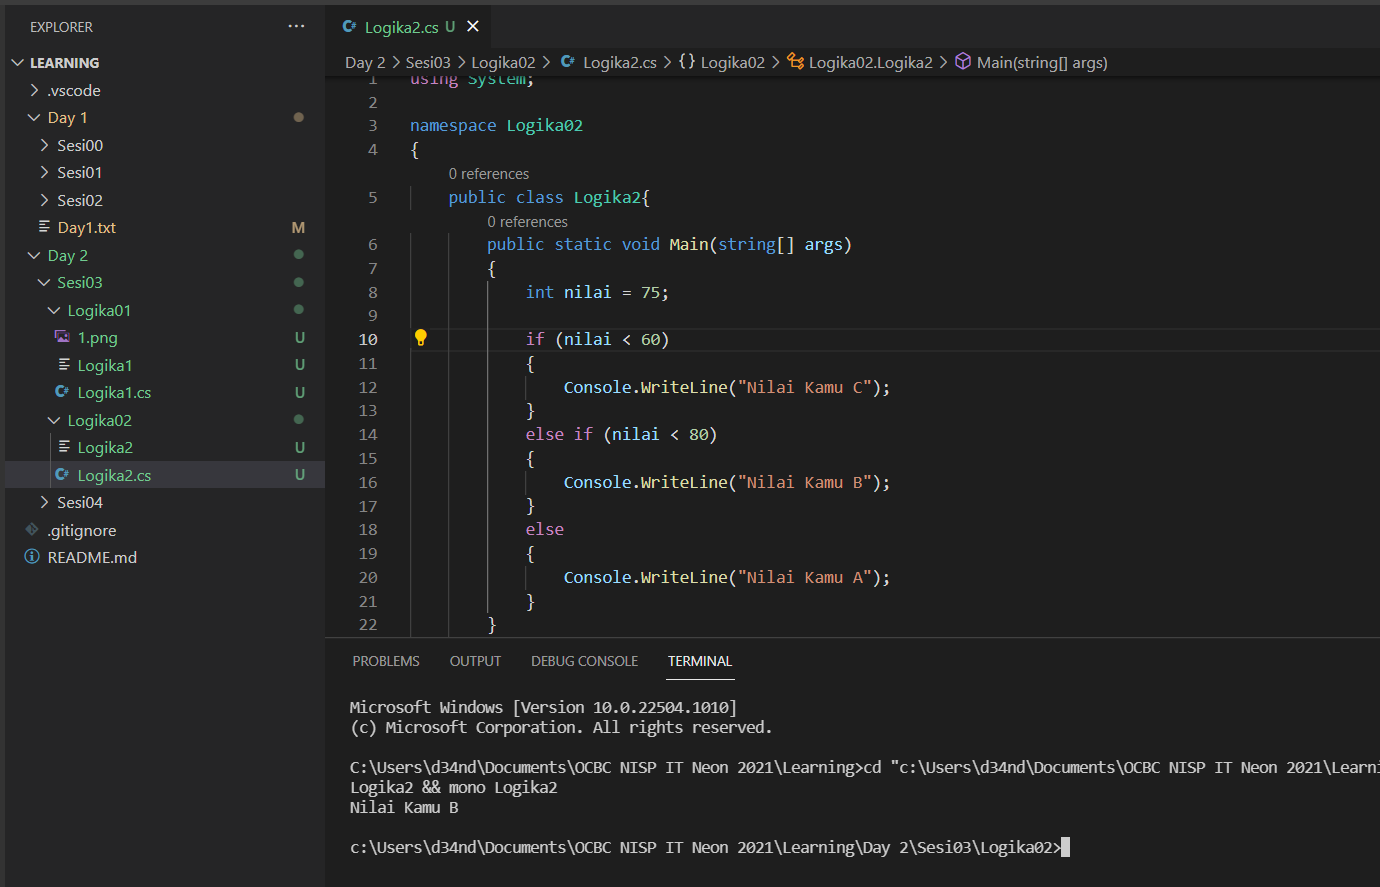 EXPLORER
LEARNING
.vscode
Day 1
Sesi00
Sesi01
Sesi02
Day1.txt M
Day 2
Sesi03
Logika01
1.png U
Logika1 U
Logika1.cs U
Logika02
Logika2 U
Logika2.cs U
Sesi04
.gitignore
README.md
Logika2.cs U
Day 2 > Sesi03 > Logika02 > Logika2.cs > {} Logika02 > Logika02.Logika2 > Main(string[] args)
1 using System;
2
3 namespace Logika02
4 {
0 references
5 public class Logika2{
0 references
6 public static void Main(string[] args)
7 {
8 int nilai = 75;
9
10 if (nilai < 60)
11 {
12 Console.WriteLine("Nilai Kamu C");
13 }
14 else if (nilai < 80)
15 {
16 Console.WriteLine("Nilai Kamu B");
17 }
18 else
19 {
20 Console.WriteLine("Nilai Kamu A");
21 }
22 }
PROBLEMS OUTPUT DEBUG CONSOLE TERMINAL
Microsoft Windows [Version 10.0.22504.1010]
(c) Microsoft Corporation. All rights reserved.
C:\Users\d34nd\Documents\OCBC NISP IT Neon 2021\Learning>cd "c:\Users\d34nd\Documents\OCBC NISP IT Neon 2021\Learni
Logika2 && mono Logika2
Nilai Kamu B
c:\Users\d34nd\Documents\OCBC NISP IT Neon 2021\Learning\Day 2\Sesi03\Logika02>